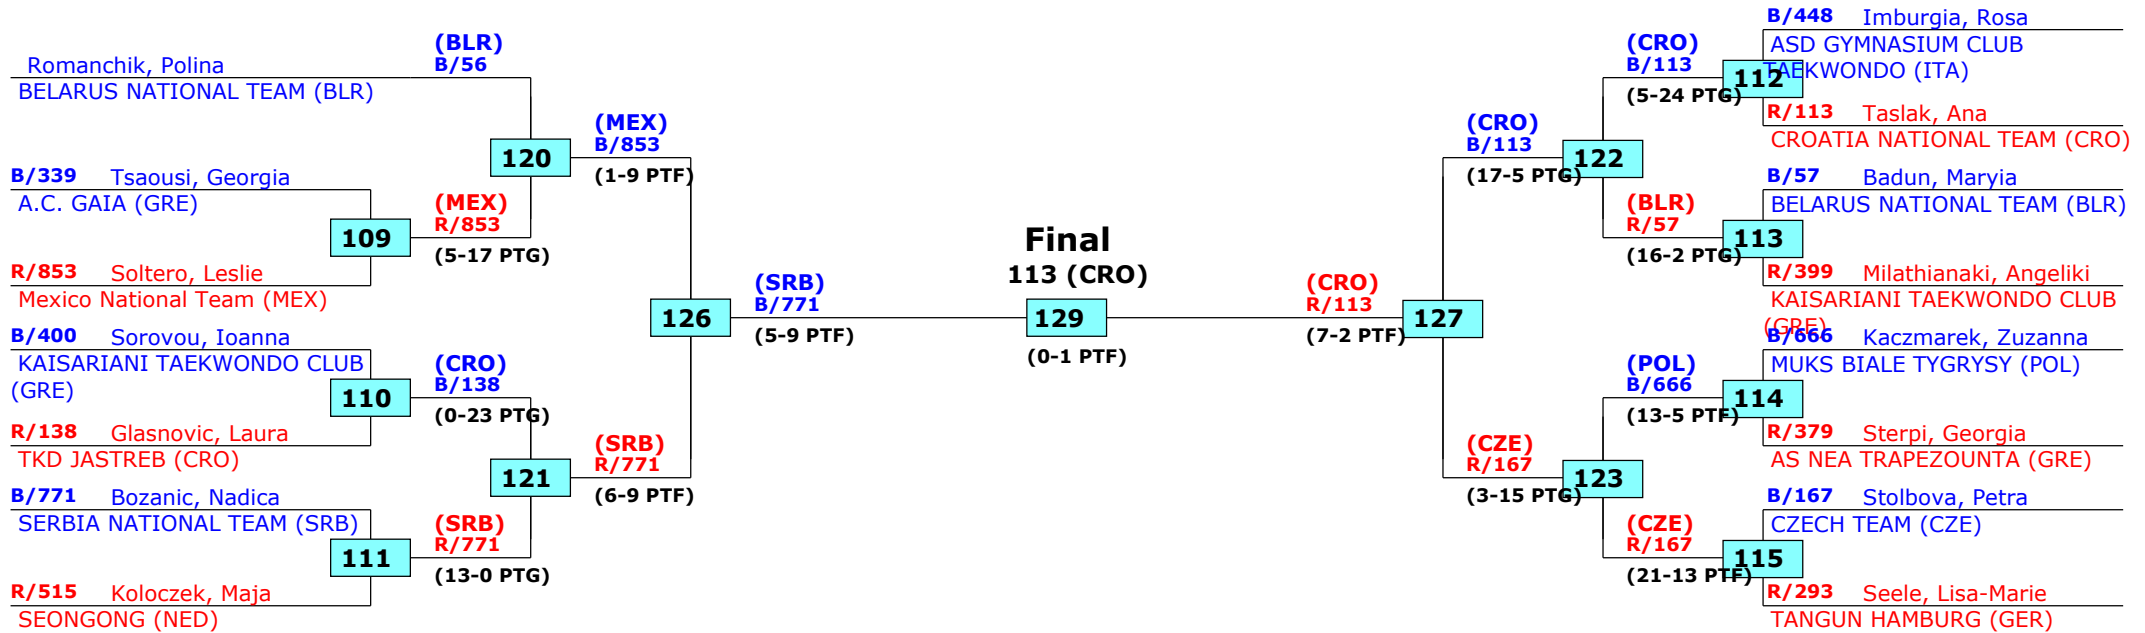 Romanchik, Polina
BELARUS NATIONAL TEAM (BLR)
(BLR)
B/56
B/339 Tsaousi, Georgia
A.C. GAIA (GRE)
109
R/853 Soltero, Leslie
Mexico National Team (MEX)
(MEX)
R/853
(5-17 PTG)
120
(MEX)
B/853
(1-9 PTF)
B/400 Sorovou, Ioanna
KAISARIANI TAEKWONDO CLUB
(GRE)
110
R/138 Glasnovic, Laura
TKD JASTREB (CRO)
(CRO)
B/138
(0-23 PTG)
B/771 Bozanic, Nadica
SERBIA NATIONAL TEAM (SRB)
111
R/515 Koloczek, Maja
SEONGONG (NED)
(SRB)
R/771
(13-0 PTG)
121
(SRB)
R/771
(6-9 PTF)
126
(SRB)
B/771
(5-9 PTF)
Final
113 (CRO)
129
(0-1 PTF)
(CRO)
R/113
(7-2 PTF)
127
(CRO)
B/113
(17-5 PTG)
122
(CRO)
B/113
(5-24 PTG)
112
B/448 Imburgia, Rosa
ASD GYMNASIUM CLUB
TAEKWONDO (ITA)
R/113 Taslak, Ana
CROATIA NATIONAL TEAM (CRO)
(BLR)
R/57
(16-2 PTG)
113
B/57 Badun, Maryia
BELARUS NATIONAL TEAM (BLR)
R/399 Milathianaki, Angeliki
KAISARIANI TAEKWONDO CLUB
(GRE)
(CZE)
R/167
(3-15 PTG)
123
(POL)
B/666
(13-5 PTF)
114
B/666 Kaczmarek, Zuzanna
MUKS BIALE TYGRYSY (POL)
R/379 Sterpi, Georgia
AS NEA TRAPEZOUNTA (GRE)
(CZE)
R/167
(21-13 PTF)
115
B/167 Stolbova, Petra
CZECH TEAM (CZE)
R/293 Seele, Lisa-Marie
TANGUN HAMBURG (GER)